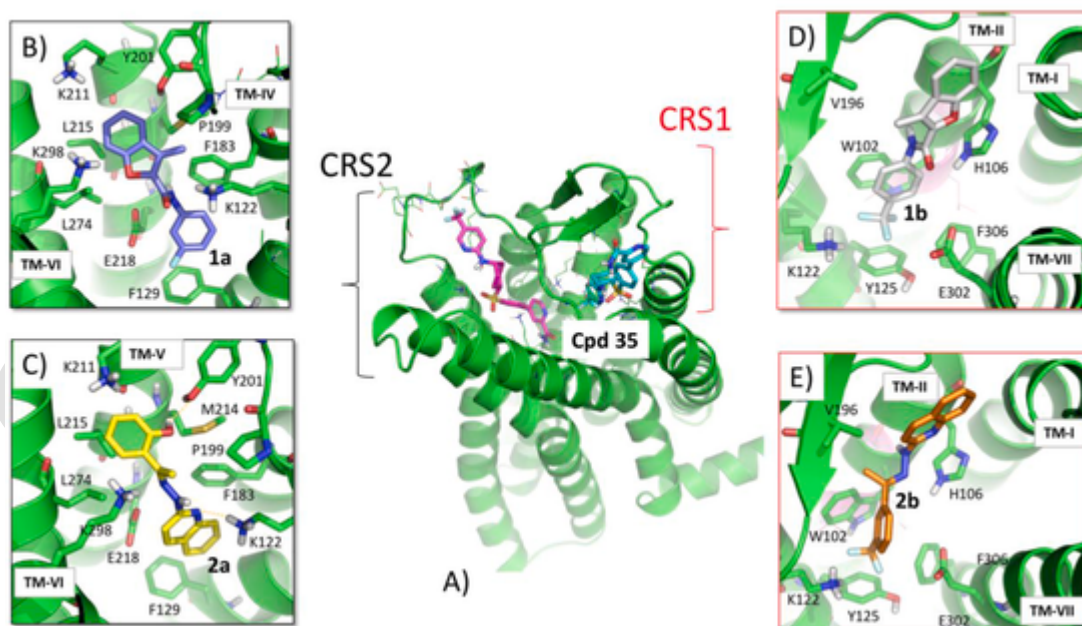 B)
Y201
K211
TM-IV
L215
P199
K298
F183
K122
L274
E218
1a
TM-VI
F129
C)
TM-V
K211
Y201
L215
M214
P199
L274
F183
K298
K122
E218
2a
TM-VI
F129
CRS2
CRS1
Cpd 35
A)
D)
TM-II
TM-I
V196
W102
H106
1b
F306
TM-VII
K122
Y125
E302
E)
TM-II
V196
TM-I
2b
H106
W102
F306
K122
Y125
E302
TM-VII